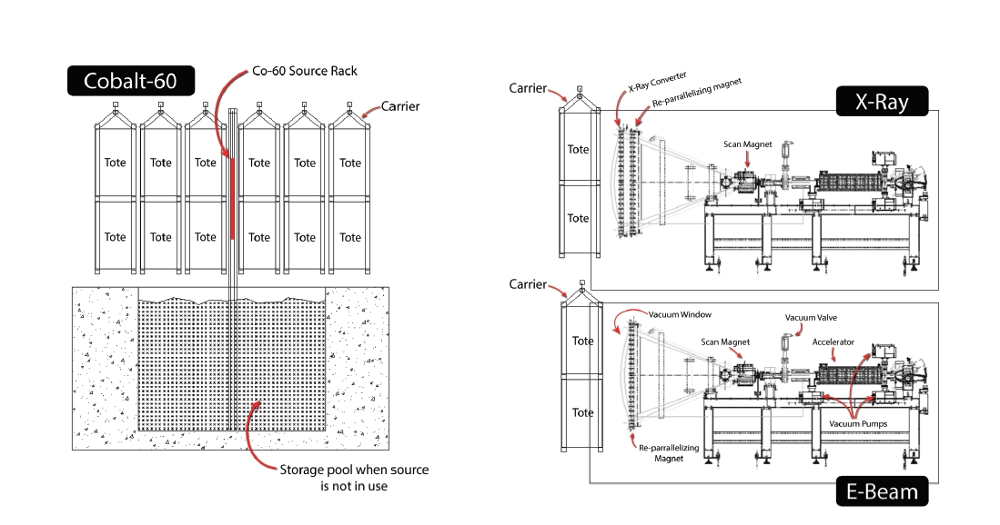 Cobalt-60
Co-60 Source Rack
Carrier
Tote Tote Tote Tote Tote Tote
Tote Tote Tote Tote Tote Tote
Storage pool when source
is not in use
X-Ray
Carrier
X-Ray Converter
Re-parrallelizing magnet
Scan Magnet
Tote
Tote
Carrier
Vacuum Window
Scan Magnet
Vacuum Valve
Accelerator
Tote
Tote
Vacuum Pumps
Re-parrallelizing
Magnet
E-Beam